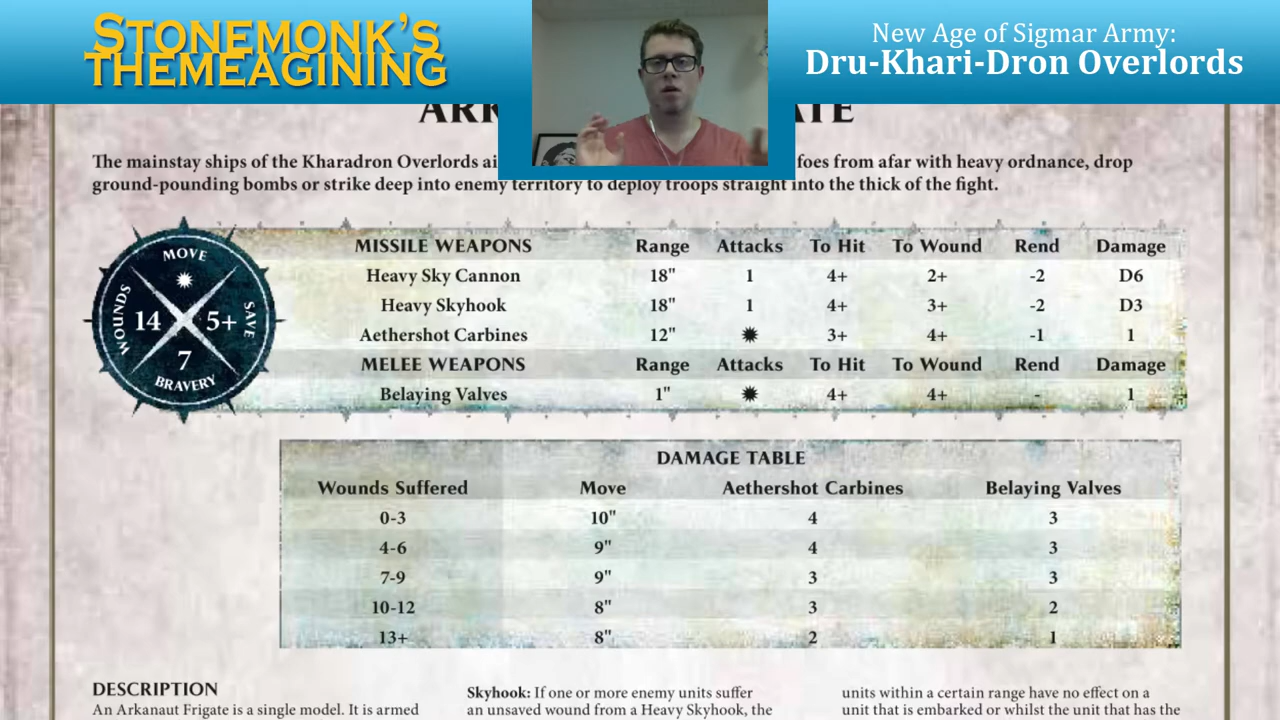 STONEMONK'S
THEMEAGINING
New Age of Sigmar Army:
Dru-Khari-Dron Overlords
The mainstay ships of the Kharadron Overlords foes from afar with heavy ordnance, drop
ground-pounding bombs or strike deep into enemy territory to deploy troops straight into the thick of the fight.
MOVE
WOUNDS 14 5+ SAVE
7
BRAVERY
MISSILE WEAPONS Range Attacks To Hit To Wound Rend Damage
Heavy Sky Cannon 18" 1 4+ 2+ -2 D6
Heavy Skyhook 18" 1 4+ 3+ -2 D3
Aethershot Carbines 12" ✹ 3+ 4+ -1 1
MELEE WEAPONS Range Attacks To Hit To Wound Rend Damage
Belaying Valves 1" ✹ 4+ 4+ - 1
DAMAGE TABLE
Wounds Suffered Move Aethershot Carbines Belaying Valves
0-3 10" 4 3
4-6 9" 4 3
7-9 9" 3 3
10-12 8" 3 2
13+ 8" 2 1
DESCRIPTION
An Arkanaut Frigate is a single model. It is armed
Skyhook: If one or more enemy units suffer
an unsaved wound from a Heavy Skyhook, the
units within a certain range have no effect on a
unit that is embarked or whilst the unit that has the